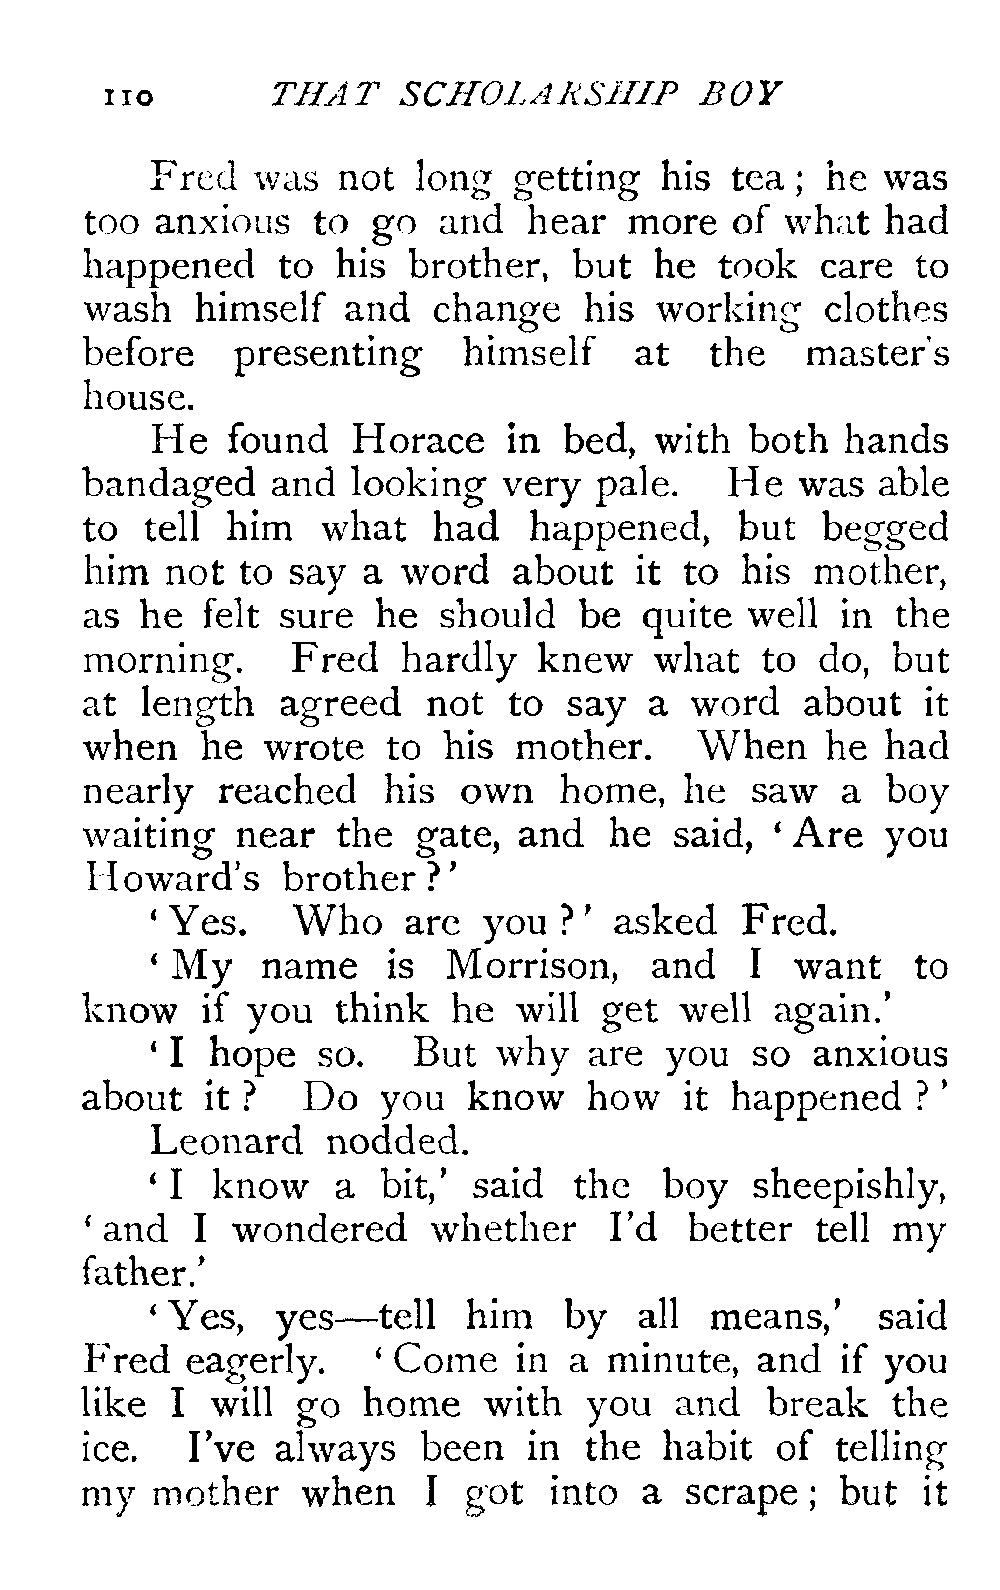 110 THAT SCHOLARSHIP BOY
Fred was not long getting his tea; he was
too anxious to go and hear more of what had
happened to his brother, but he took care to
wash himself and change his working clothes
before presenting himself at the master's
house.
He found Horace in bed, with both hands
bandaged and looking very pale. He was able
to tell him what had happened, but begged
him not to say a word about it to his mother,
as he felt sure he should be quite well in the
morning. Fred hardly knew what to do, but
at length agreed not to say a word about it
when he wrote to his mother. When he had
nearly reached his own home, he saw a boy
waiting near the gate, and he said, ‘Are you
Howard's brother?’
‘Yes. Who are you?’ asked Fred.
‘My name is Morrison, and I want to
know if you think he will get well again.’
‘I hope so. But why are you so anxious
about it? Do you know how it happened?’
Leonard nodded.
‘I know a bit,’ said the boy sheepishly,
‘and I wondered whether I'd better tell my
father.’
‘Yes, yes—tell him by all means,’ said
Fred eagerly. ‘Come in a minute, and if you
like I will go home with you and break the
ice. I've always been in the habit of telling
my mother when I got into a scrape; but it